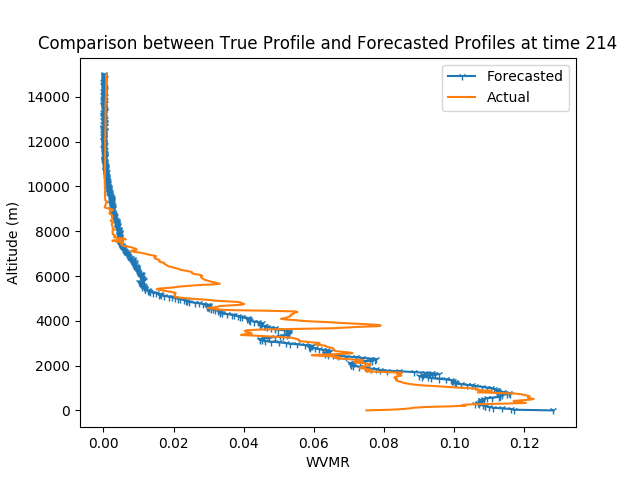 Comparison between True Profile and Forecasted Profiles at time 214
Forecasted
Actual
Altitude (m)
14000
12000
10000
8000
6000
4000
2000
0
0.00 0.02 0.04 0.06 0.08 0.10 0.12
WVMR